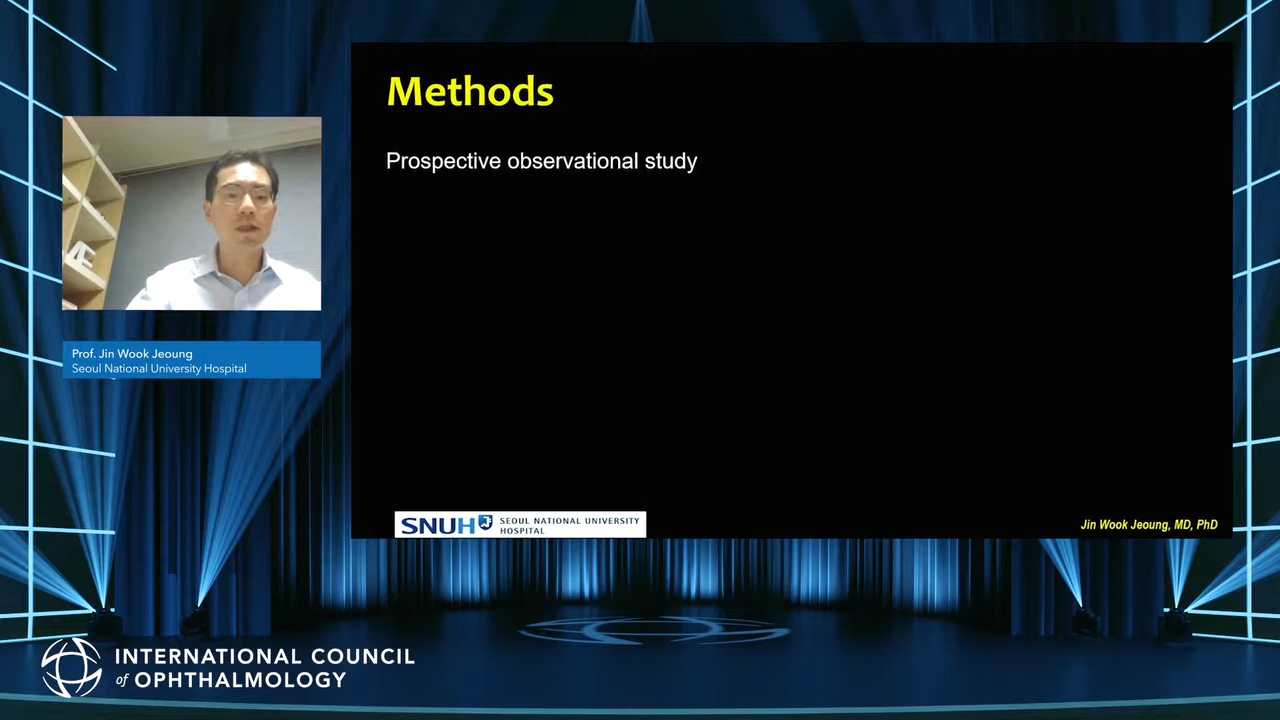 Methods
Prospective observational study
Prof. Jin Wook Jeoung
Seoul National University Hospital
SNUH SEOUL NATIONAL UNIVERSITY
HOSPITAL
Jin Wook Jeoung, MD, PhD
INTERNATIONAL COUNCIL
of OPHTHALMOLOGY